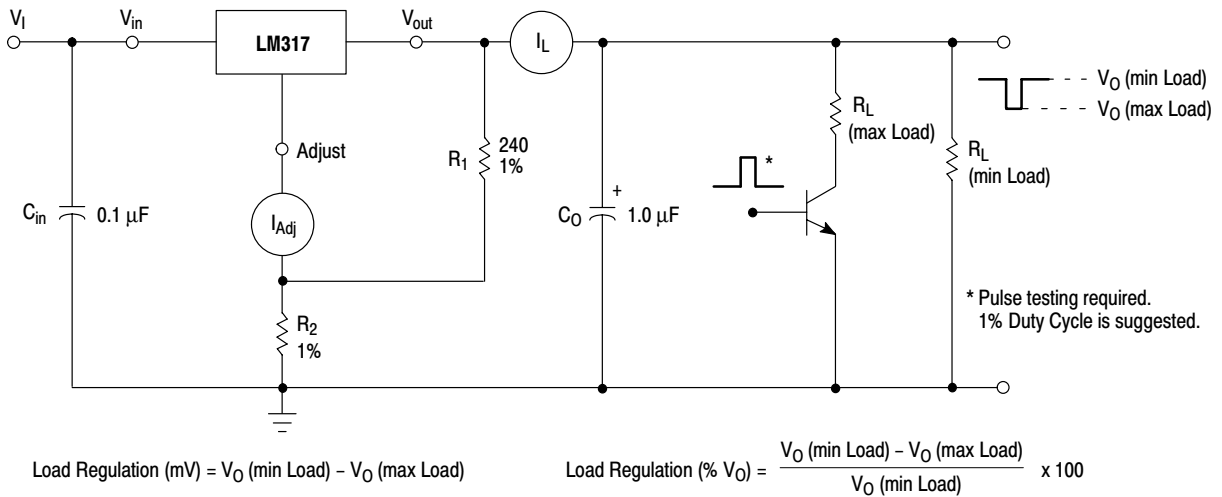 V_I
V_in
LM317
V_out
I_L
V_O (min Load)
V_O (max Load)
R_L
(max Load)
Adjust
R_1
240
1%
*
R_L
(min Load)
C_in
0.1 μF
I_Adj
C_O
+
1.0 μF
R_2
1%
* Pulse testing required.
1% Duty Cycle is suggested.
Load Regulation (mV) = V_O (min Load) – V_O (max Load)
Load Regulation (% V_O) = V_O (min Load) – V_O (max Load) / V_O (min Load) x 100